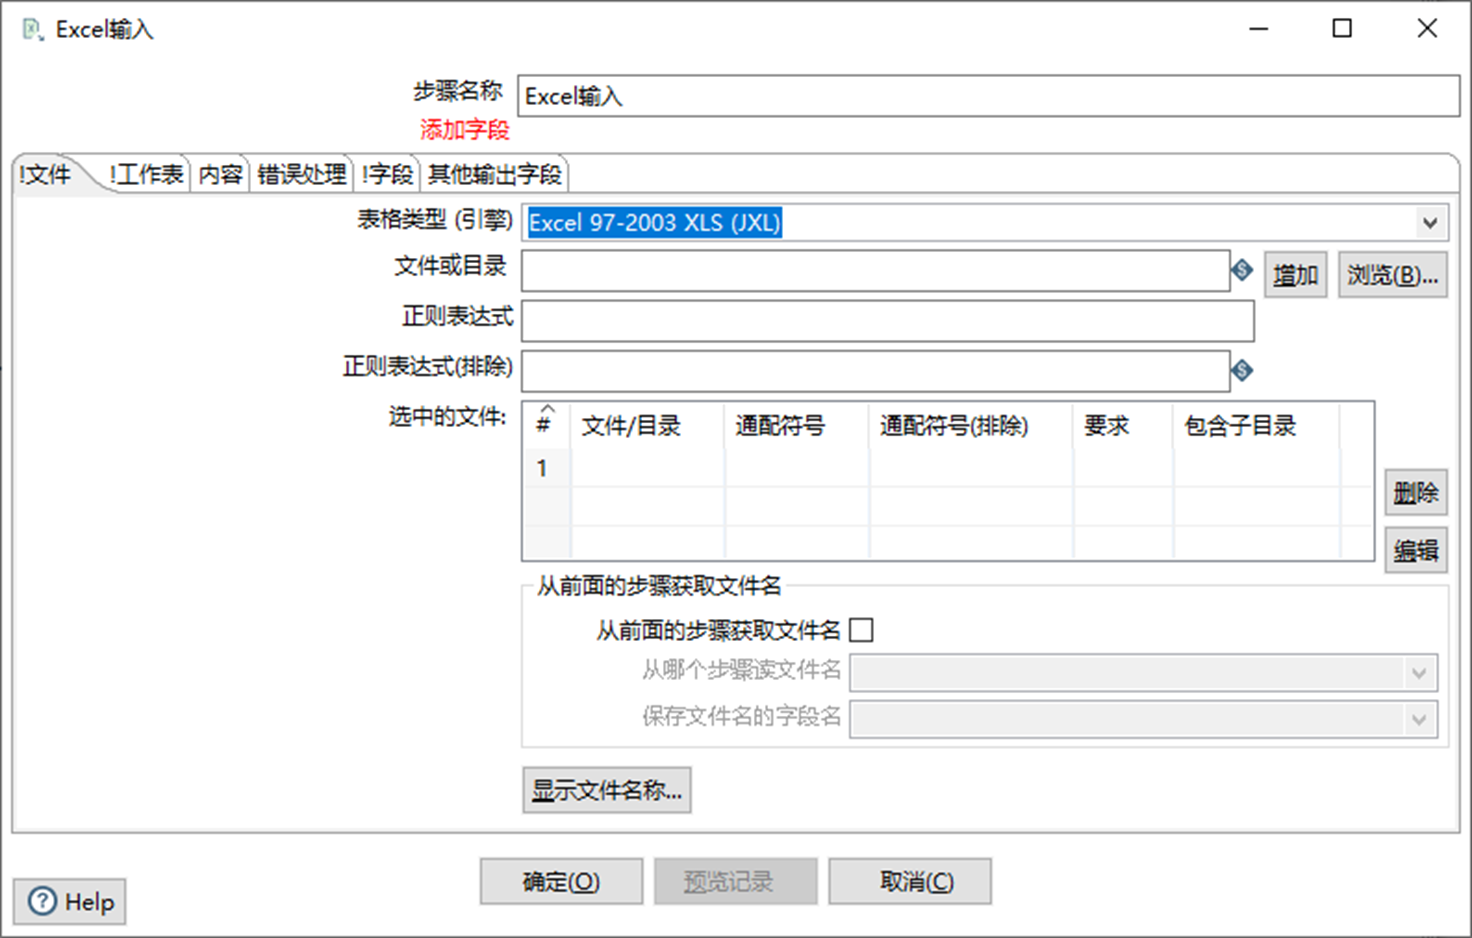 Excel输入
步骤名称 Excel输入
添加字段
!文件 !工作表 内容 错误处理 !字段 其他输出字段
表格类型 (引擎) Excel 97-2003 XLS (JXL)
文件或目录 增加 浏览(B)...
正则表达式
正则表达式(排除)
选中的文件: # 文件/目录 通配符号 通配符号(排除) 要求 包含子目录
1
删除
编辑
从前面的步骤获取文件名
从前面的步骤获取文件名
从哪个步骤读文件名
保存文件名的字段名
显示文件名称...
确定(O) 预览记录 取消(C)
Help